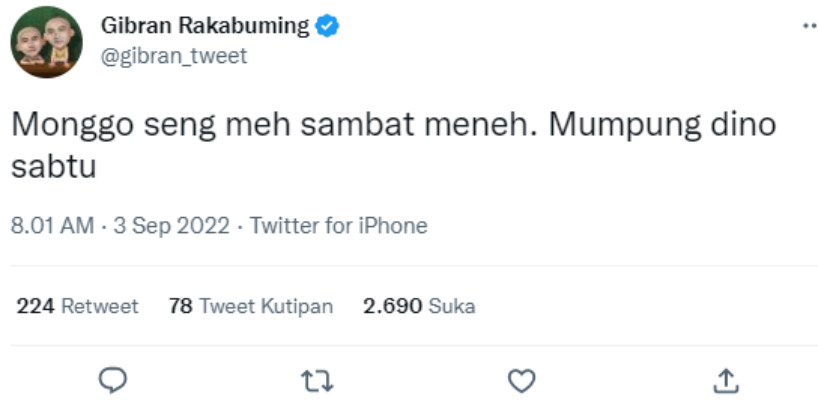 Gibran Rakabuming
@gibran_tweet
Monggo seng meh sambat meneh. Mumpung dino
sabtu
8.01 AM · 3 Sep 2022 · Twitter for iPhone
224 Retweet 78 Tweet Kutipan 2.690 Suka